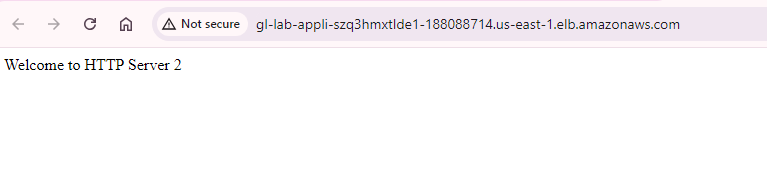 Not secure gl-lab-appli-szq3hmxtlde1-188088714.us-east-1.elb.amazonaws.com
Welcome to HTTP Server 2